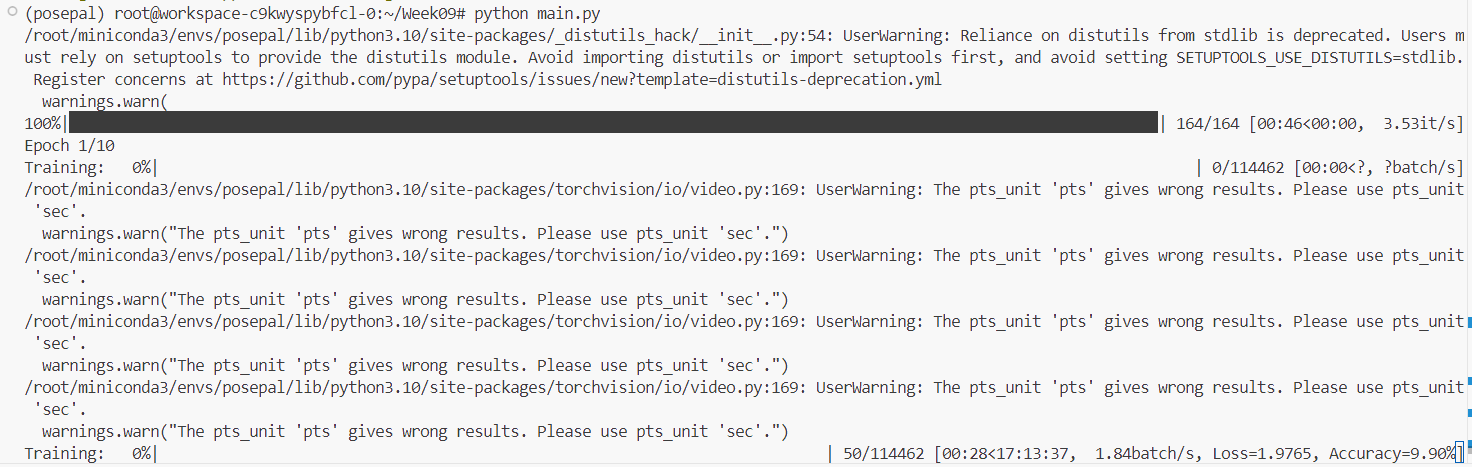 (posepal) root@workspace-c9kwyspybfcl-0:~/Week09# python main.py
/root/miniconda3/envs/posepal/lib/python3.10/site-packages/_distutils_hack/__init__.py:54: UserWarning: Reliance on distutils from stdlib is deprecated. Users m
ust rely on setuptools to provide the distutils module. Avoid importing distutils or import setuptools first, and avoid setting SETUPTOOLS_USE_DISTUTILS=stdlib.
 Register concerns at https://github.com/pypa/setuptools/issues/new?template=distutils-deprecation.yml
  warnings.warn(
100%| | 164/164 [00:46<00:00,  3.53it/s]
Epoch 1/10
Training:   0%| | 0/114462 [00:00<?, ?batch/s]
/root/miniconda3/envs/posepal/lib/python3.10/site-packages/torchvision/io/video.py:169: UserWarning: The pts_unit 'pts' gives wrong results. Please use pts_unit
 'sec'.
  warnings.warn("The pts_unit 'pts' gives wrong results. Please use pts_unit 'sec'.")
/root/miniconda3/envs/posepal/lib/python3.10/site-packages/torchvision/io/video.py:169: UserWarning: The pts_unit 'pts' gives wrong results. Please use pts_unit
 'sec'.
  warnings.warn("The pts_unit 'pts' gives wrong results. Please use pts_unit 'sec'.")
/root/miniconda3/envs/posepal/lib/python3.10/site-packages/torchvision/io/video.py:169: UserWarning: The pts_unit 'pts' gives wrong results. Please use pts_unit
 'sec'.
  warnings.warn("The pts_unit 'pts' gives wrong results. Please use pts_unit 'sec'.")
/root/miniconda3/envs/posepal/lib/python3.10/site-packages/torchvision/io/video.py:169: UserWarning: The pts_unit 'pts' gives wrong results. Please use pts_unit
 'sec'.
  warnings.warn("The pts_unit 'pts' gives wrong results. Please use pts_unit 'sec'.")
Training:   0%| | 50/114462 [00:28<17:13:37,  1.84batch/s, Loss=1.9765, Accuracy=9.90%]